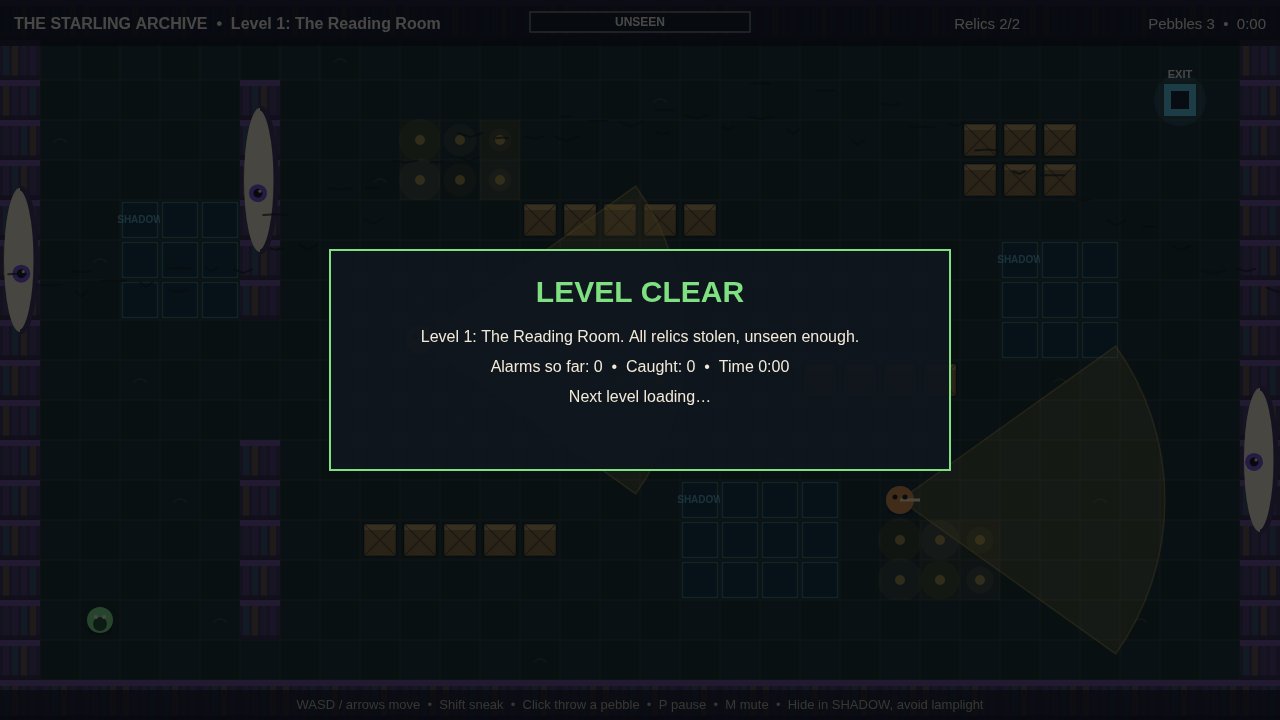 THE STARLING ARCHIVE • Level 1: The Reading Room
UNSEEN
Relics 2/2
Pebbles 3 • 0:00
EXIT
SHADOW
SHADOW
LEVEL CLEAR
Level 1: The Reading Room. All relics stolen, unseen enough.
Alarms so far: 0 • Caught: 0 • Time 0:00
Next level loading…
SHADOW
WASD / arrows move • Shift sneak • Click throw a pebble • P pause • M mute • Hide in SHADOW, avoid lamplight